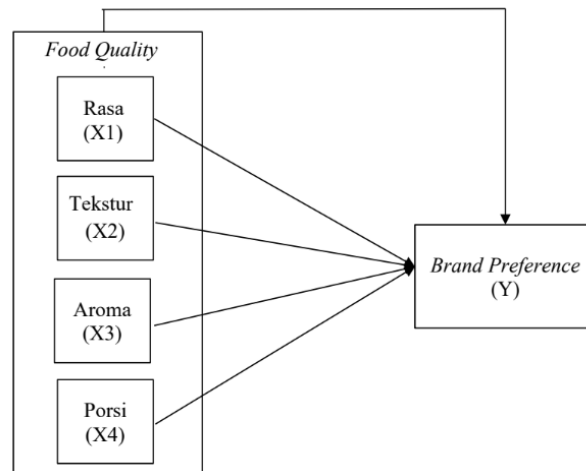 Food Quality
Rasa
(X1)
Tekstur
(X2)
Aroma
(X3)
Porsi
(X4)
Brand Preference
(Y)